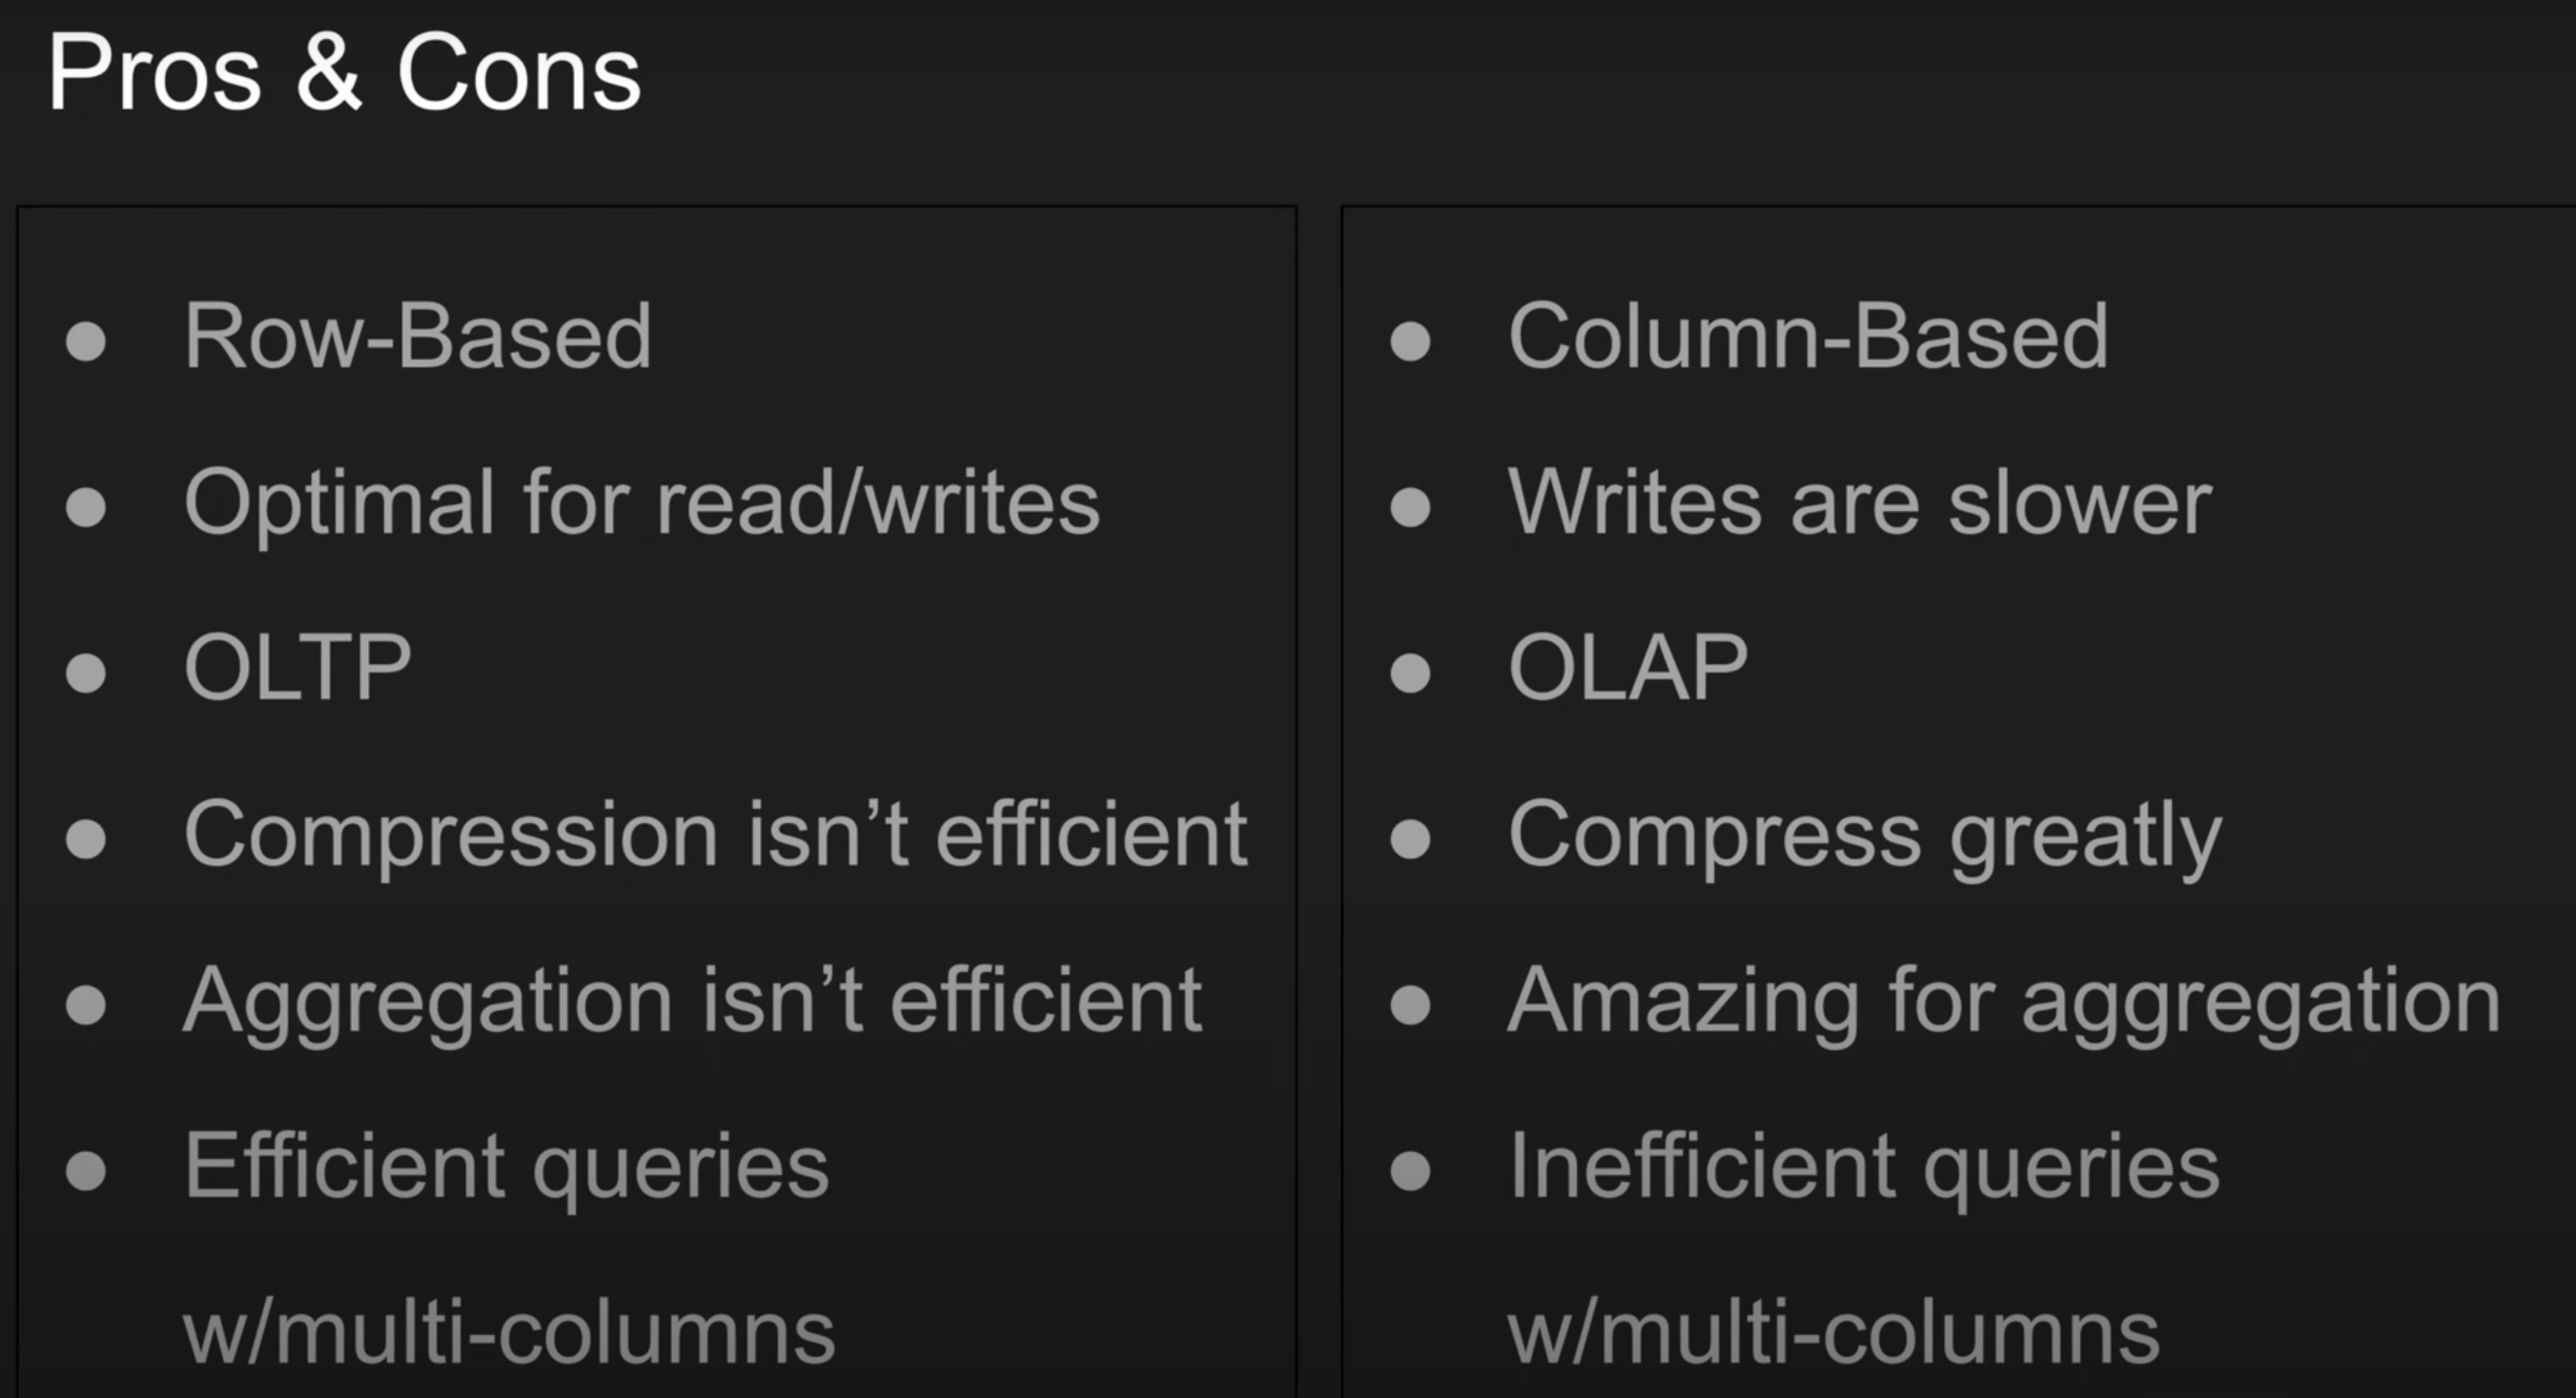 Pros & Cons
● Row-Based
● Optimal for read/writes
● OLTP
● Compression isn’t efficient
● Aggregation isn’t efficient
● Efficient queries
w/multi-columns
● Column-Based
● Writes are slower
● OLAP
● Compress greatly
● Amazing for aggregation
● Inefficient queries
w/multi-columns